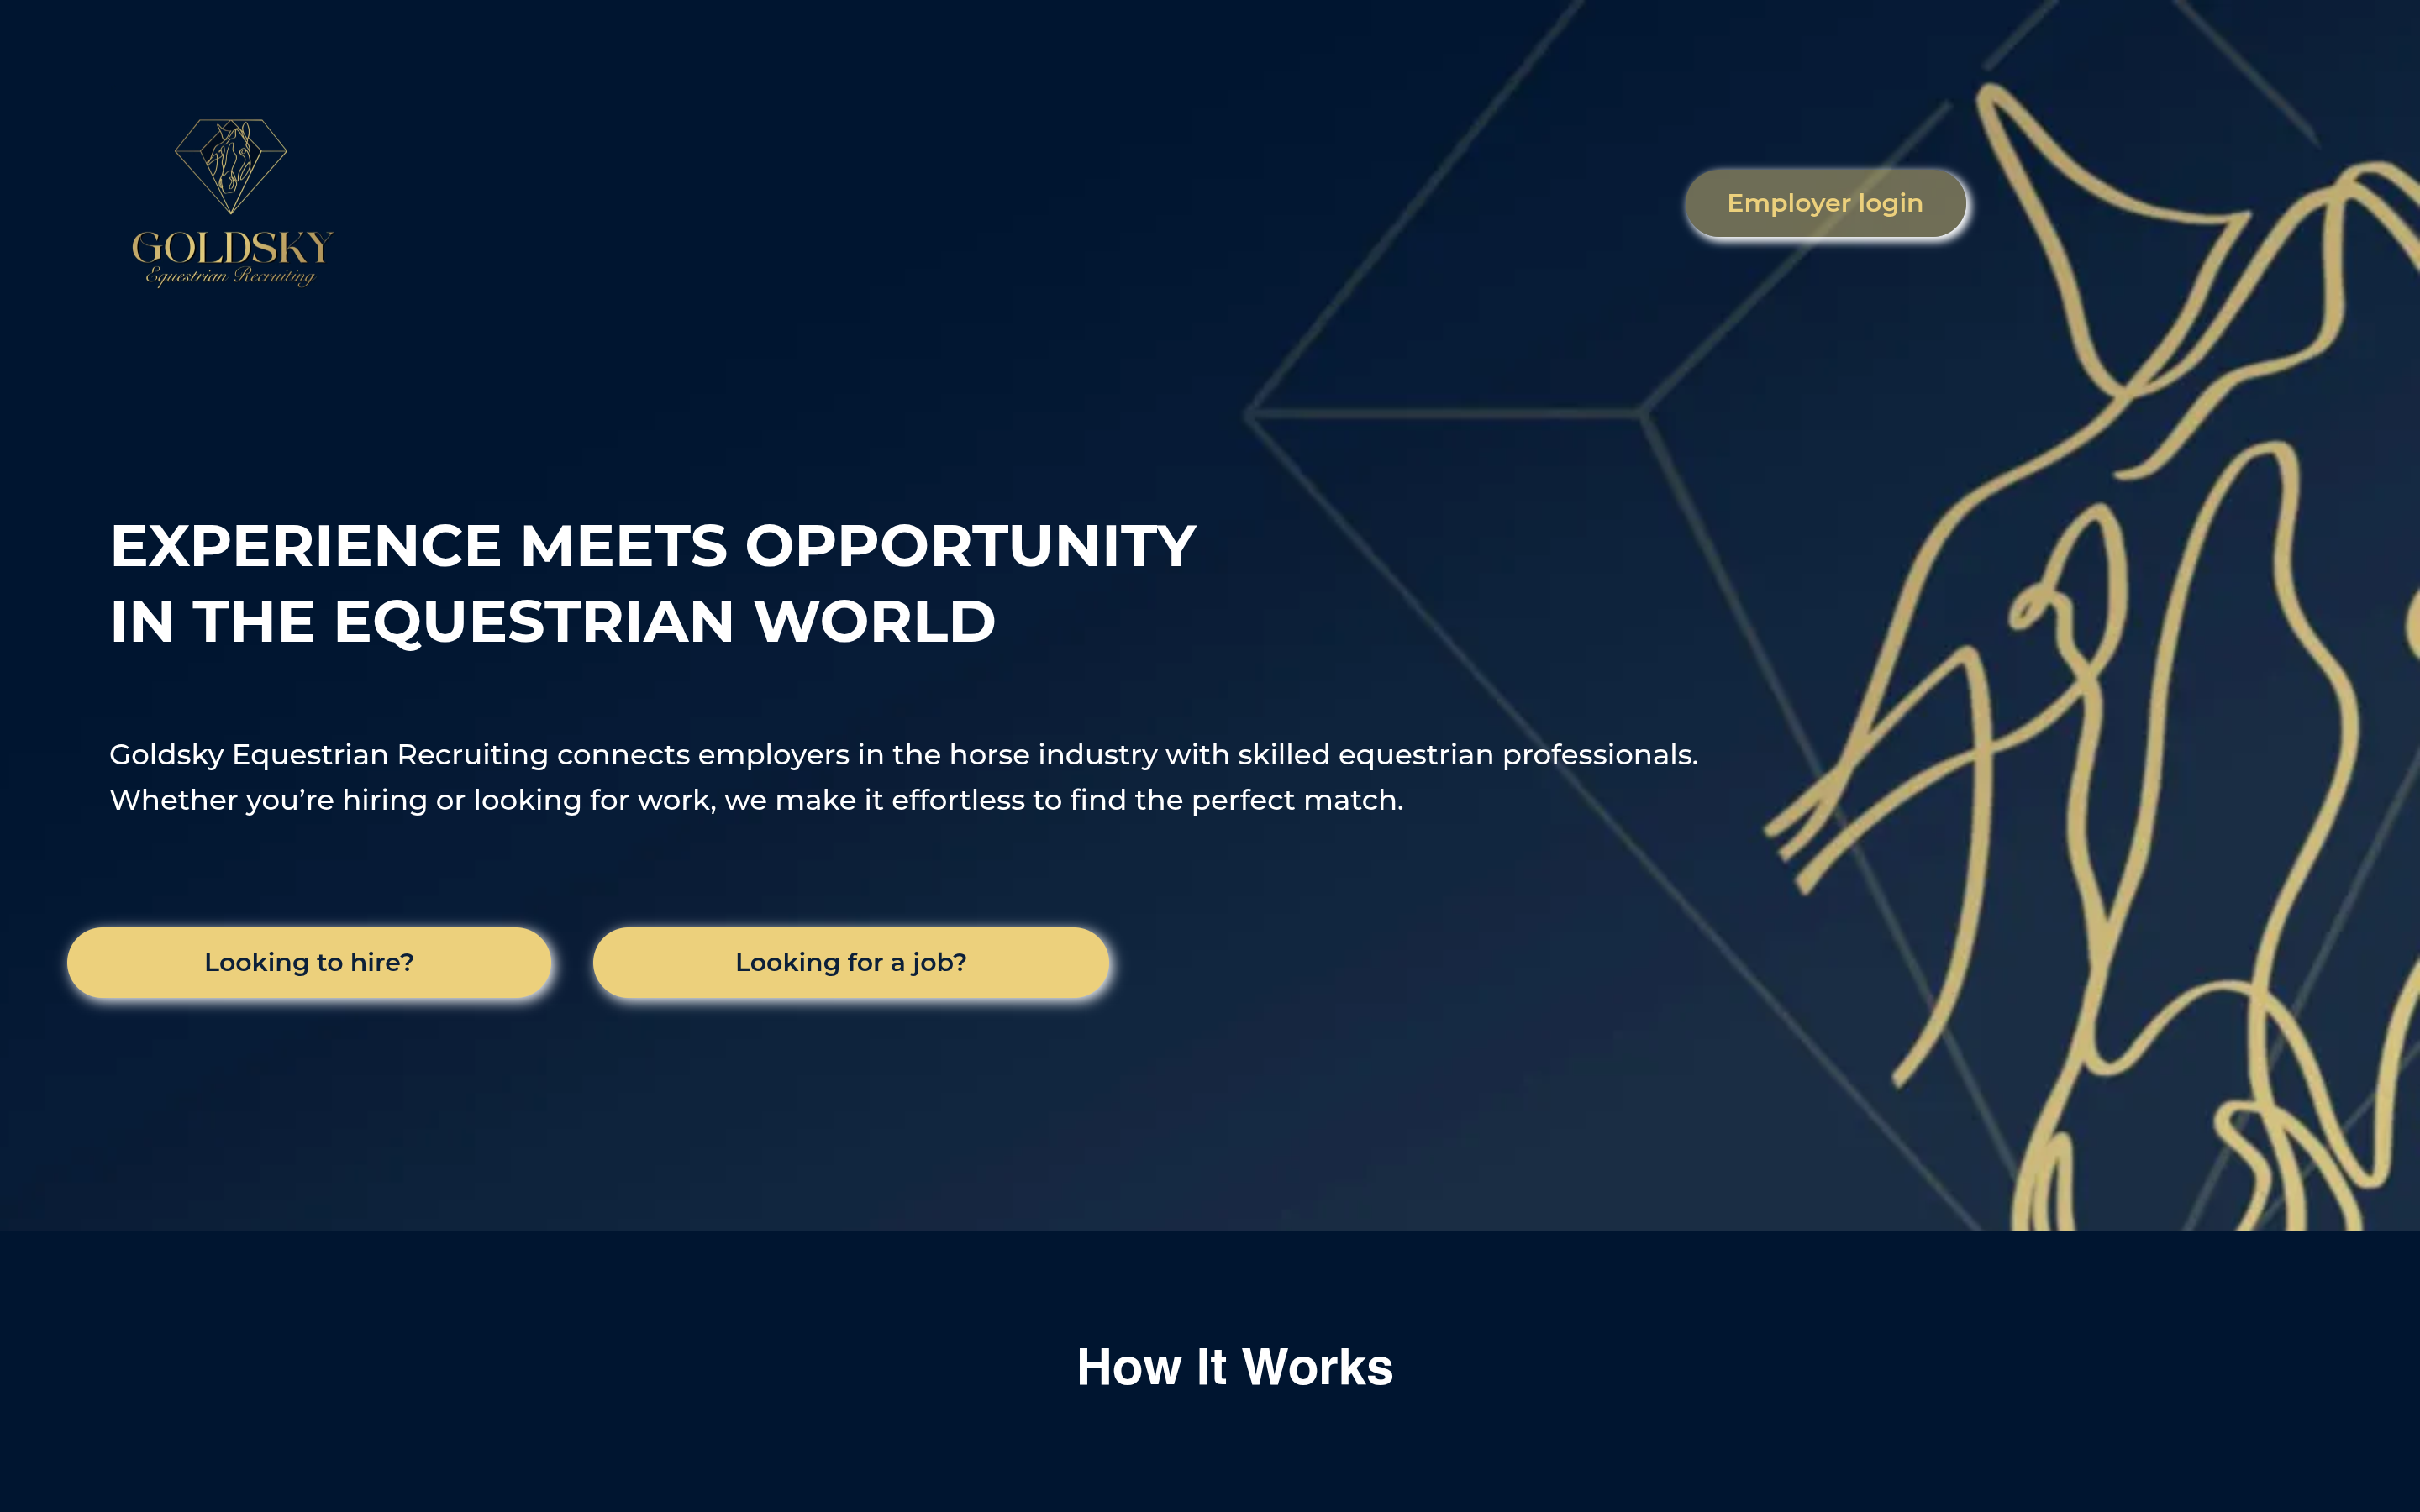 GOLDSKY
Equestrian Recruiting
Employer login
EXPERIENCE MEETS OPPORTUNITY
IN THE EQUESTRIAN WORLD
Goldsky Equestrian Recruiting connects employers in the horse industry with skilled equestrian professionals.
Whether you’re hiring or looking for work, we make it effortless to find the perfect match.
Looking to hire?
Looking for a job?
How It Works